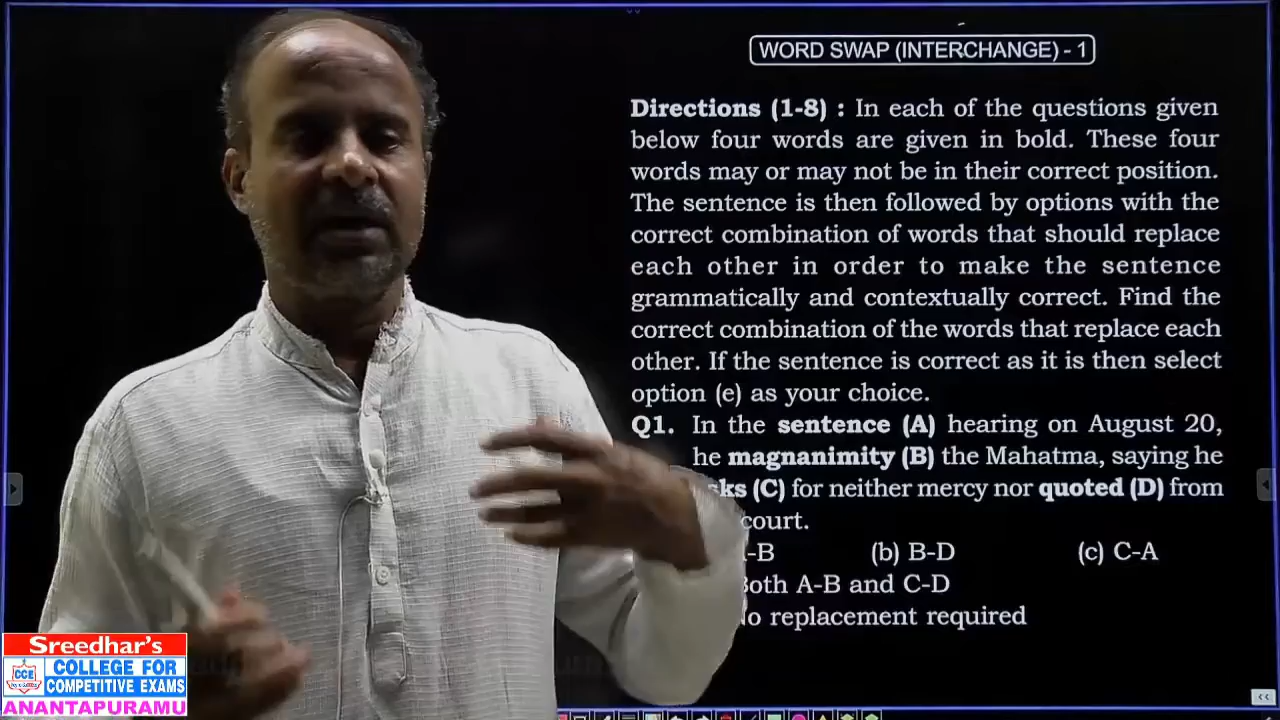 WORD SWAP (INTERCHANGE) - 1
Directions (1-8) : In each of the questions given
below four words are given in bold. These four
words may or may not be in their correct position.
The sentence is then followed by options with the
correct combination of words that should replace
each other in order to make the sentence
grammatically and contextually correct. Find the
correct combination of the words that replace each
other. If the sentence is correct as it is then select
option (e) as your choice.
Q1. In the sentence (A) hearing on August 20,
he magnanimity (B) the Mahatma, saying he
(C) for neither mercy nor quoted (D) from
court.
-B (b) B-D (c) C-A
Both A-B and C-D
No replacement required
Sreedhar's
CCE
COLLEGE FOR
COMPETITIVE EXAMS
ANANTAPURAMU